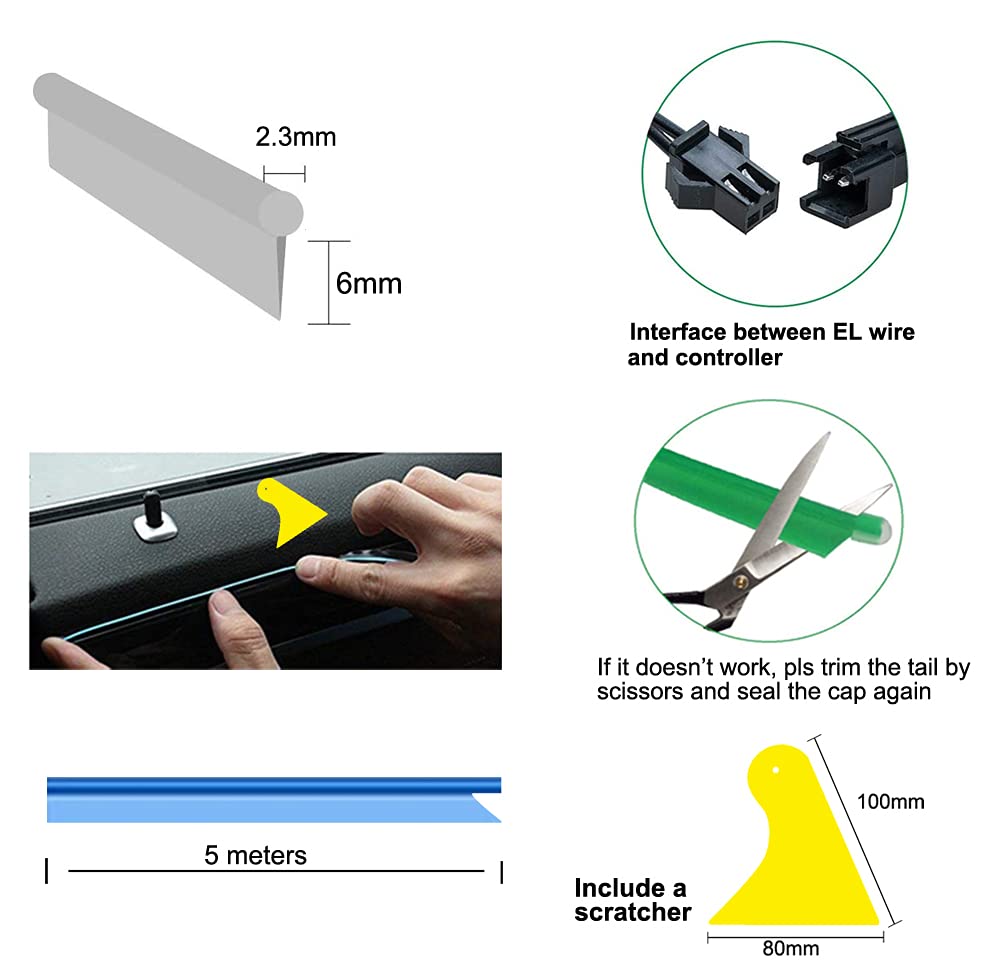 2.3mm
6mm
Interface between EL wire
and controller
If it doesn't work, pls trim the tail by
scissors and seal the cap again
5 meters
100mm
Include a
scratcher
80mm